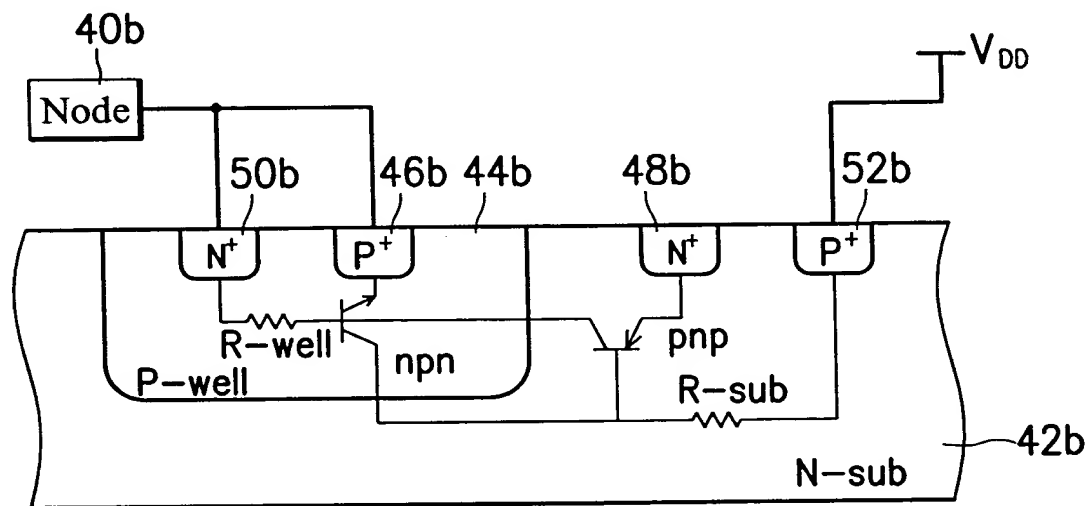 40b
Node
V_DD
50b
46b
44b
48b
52b
N+
P+
N+
P+
R-well
npn
pnp
P-well
R-sub
42b
N-sub